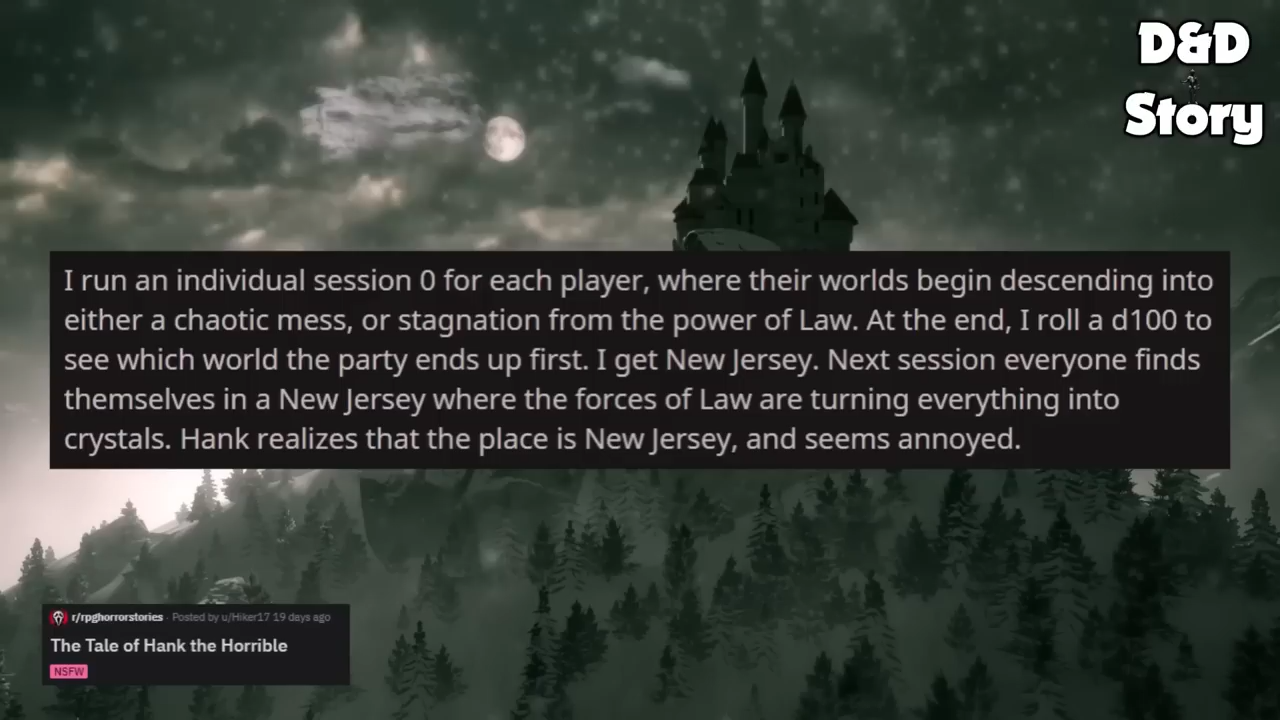 D&D
Story
I run an individual session 0 for each player, where their worlds begin descending into
either a chaotic mess, or stagnation from the power of Law. At the end, I roll a d100 to
see which world the party ends up first. I get New Jersey. Next session everyone finds
themselves in a New Jersey where the forces of Law are turning everything into
crystals. Hank realizes that the place is New Jersey, and seems annoyed.
r/rpghorrorstories · Posted by u/Hiker17 19 days ago
The Tale of Hank the Horrible
NSFW